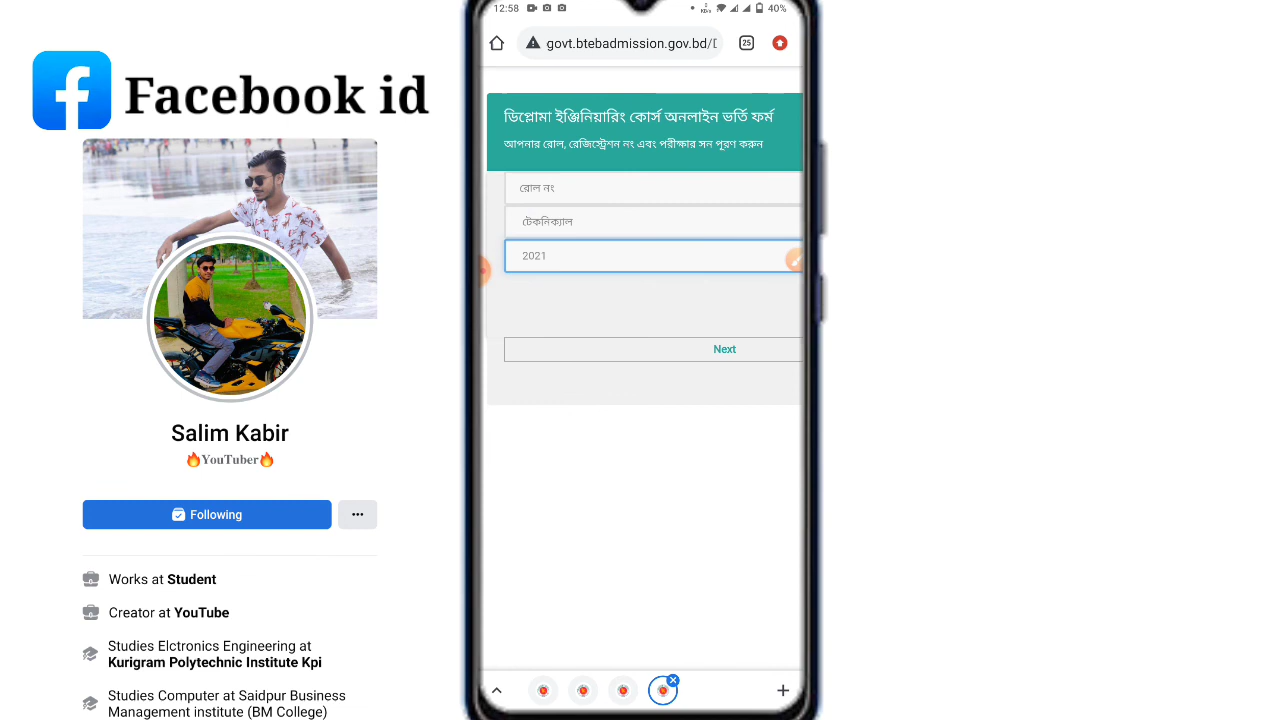 Facebook id
Salim Kabir
🔥YouTuber🔥
Following
Works at Student
Creator at YouTube
Studies Elctronics Engineering at
Kurigram Polytechnic Institute Kpi
Studies Computer at Saidpur Business
Management institute (BM College)
12:58
40%
govt.btebadmission.gov.bd/
25
ডিপ্লোমা ইঞ্জিনিয়ারিং কোর্স অনলাইন ভর্তি ফর্ম
আপনার রোল, রেজিস্ট্রেশন নং এবং পরীক্ষার সন পূরণ করুন
রোল নং
টেকনিক্যাল
2021
Next